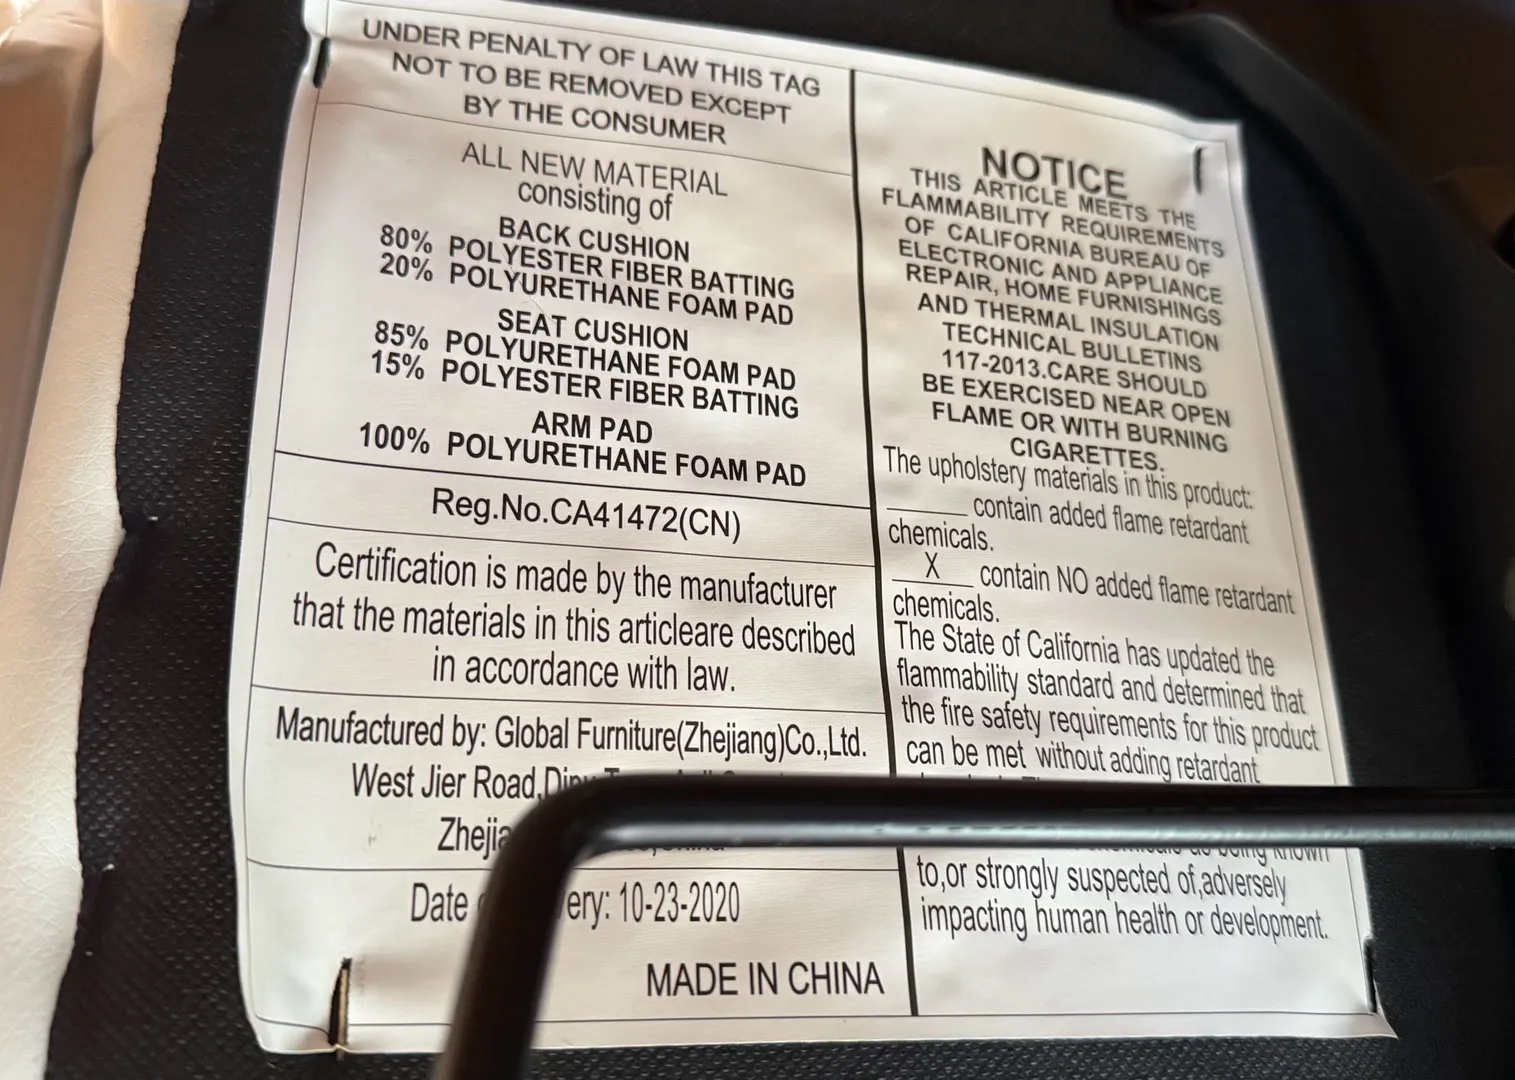 UNDER PENALTY OF LAW THIS TAG
NOT TO BE REMOVED EXCEPT
BY THE CONSUMER
ALL NEW MATERIAL
consisting of
BACK CUSHION
80% POLYESTER FIBER BATTING
20% POLYURETHANE FOAM PAD
SEAT CUSHION
85% POLYURETHANE FOAM PAD
15% POLYESTER FIBER BATTING
ARM PAD
100% POLYURETHANE FOAM PAD
Reg.No.CA41472(CN)
Certification is made by the manufacturer
that the materials in this articleare described
in accordance with law.
Manufactured by: Global Furniture(Zhejiang)Co.,Ltd.
West Jier Road,
Date 10-23-2020
MADE IN CHINA
NOTICE
THIS ARTICLE MEETS THE
FLAMMABILITY REQUIREMENTS
OF CALIFORNIA BUREAU OF
ELECTRONIC AND APPLIANCE
REPAIR, HOME FURNISHINGS
AND THERMAL INSULATION
TECHNICAL BULLETINS
117-2013.CARE SHOULD
BE EXERCISED NEAR OPEN
FLAME OR WITH BURNING
CIGARETTES.
The upholstery materials in this product:
______ contain added flame retardant
chemicals.
X contain NO added flame retardant
chemicals.
The State of California has updated the
flammability standard and determined that
the fire safety requirements for this product
can be met without adding retardant
as being known
to,or strongly suspected of,adversely
impacting human health or development.